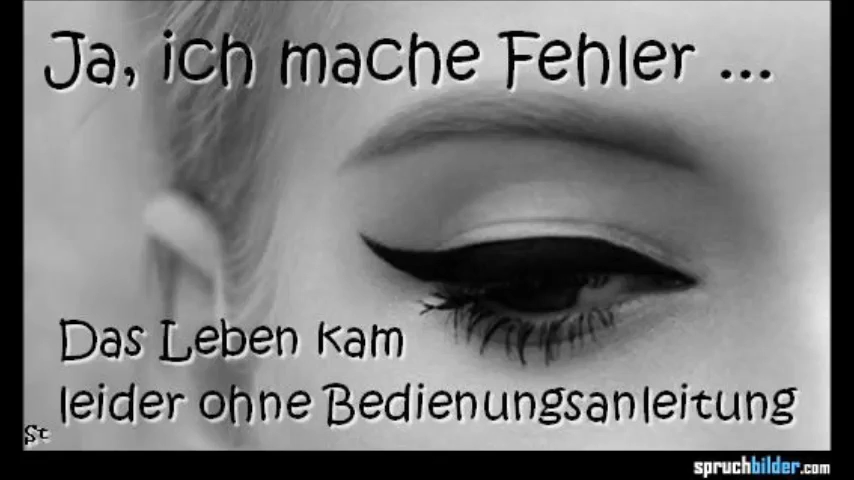 Ja, ich mache Fehler ...
Das Leben kam
leider ohne Bedienungsanleitung
St
spruchbilder.com